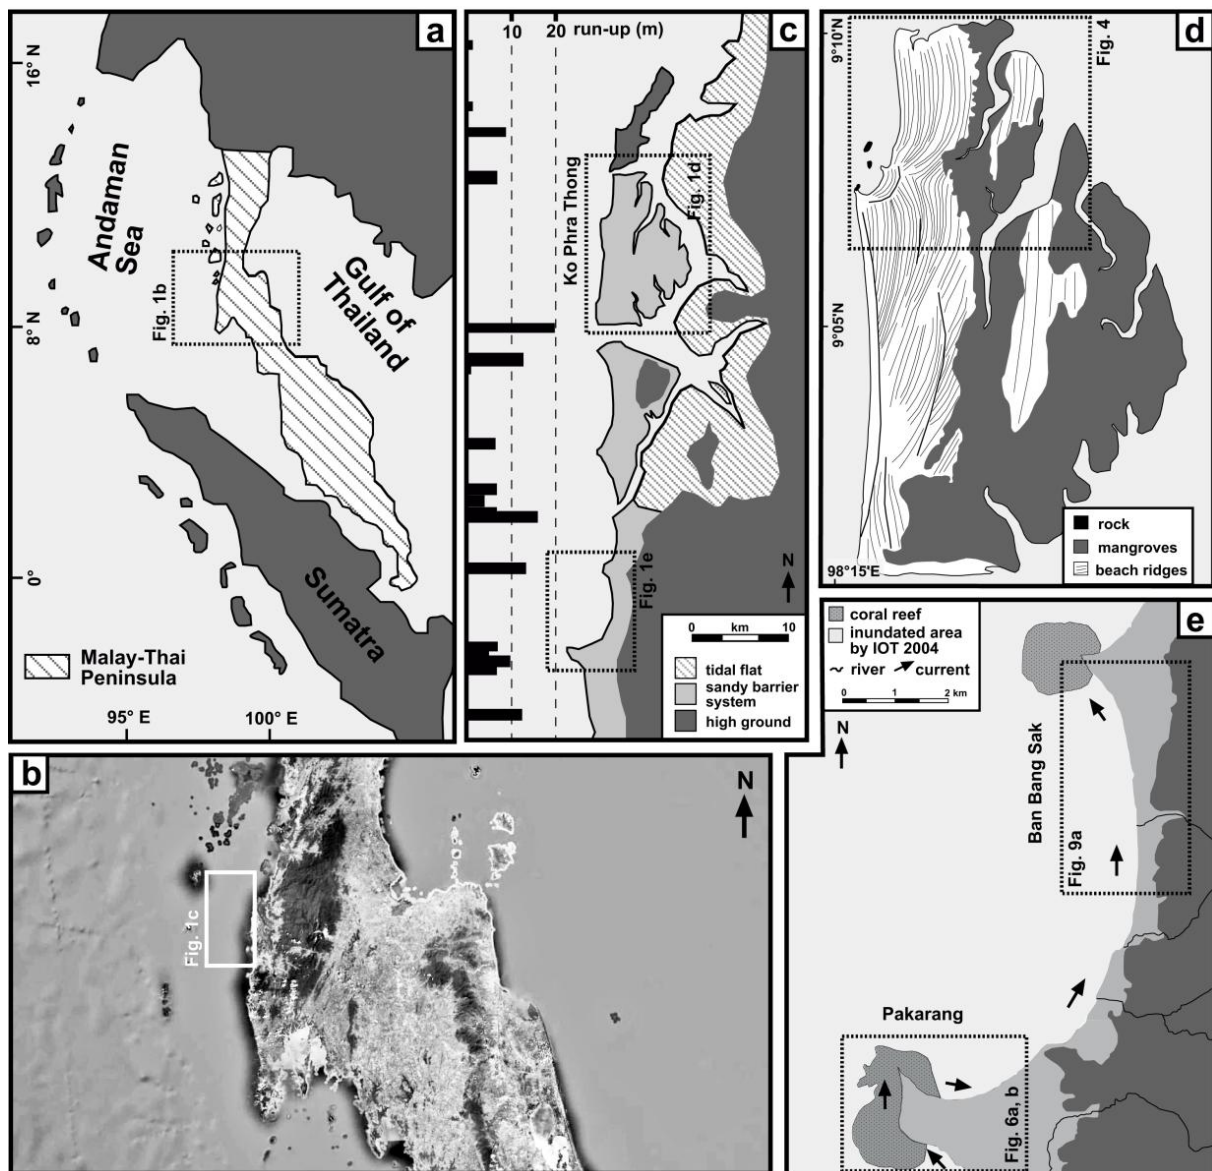 a
16° N
8° N
0°
95° E
100° E
Andaman
Sea
Gulf of
Thailand
Fig. 1b
Sumatra
Malay-Thai
Peninsula
c
10
20
run-up (m)
Ko Phra Thong
Fig. 1d
Fig. 1e
N
0
km
10
tidal flat
sandy barrier
system
high ground
d
9°10'N
9°05'N
98°15'E
Fig. 4
rock
mangroves
beach ridges
b
N
Fig. 1c
e
coral reef
inundated area
by IOT 2004
river
current
0
1
2 km
N
Ban Bang Sak
Fig. 9a
Pakarang
Fig. 6a, b